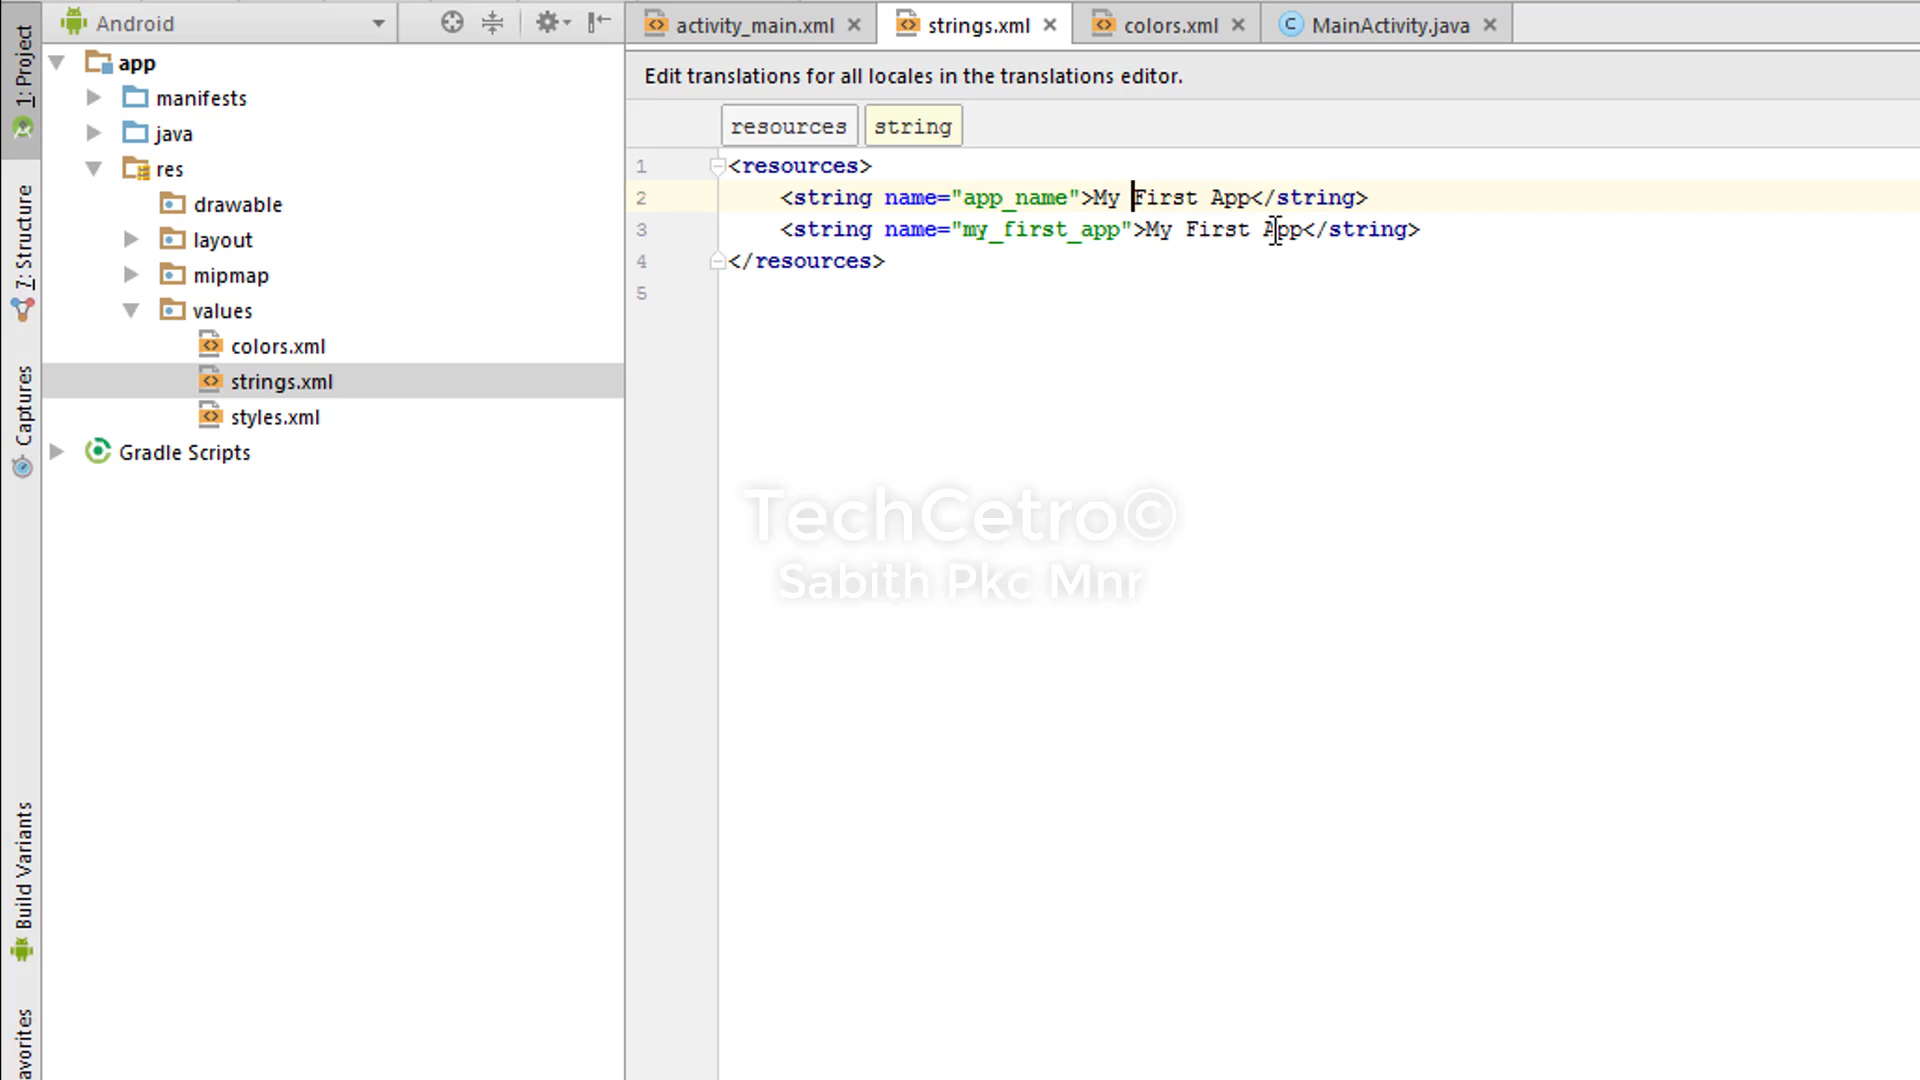 1: Project
7: Structure
Captures
Build Variants
avorites
Android
app
manifests
java
res
drawable
layout
mipmap
values
colors.xml
strings.xml
styles.xml
Gradle Scripts
activity_main.xml
strings.xml
colors.xml
C MainActivity.java
Edit translations for all locales in the translations editor.
resources string
1 <resources>
2 <string name="app_name">My First App</string>
3 <string name="my_first_app">My First App</string>
4 </resources>
5
TechCetro©
Sabith Pkc Mnr